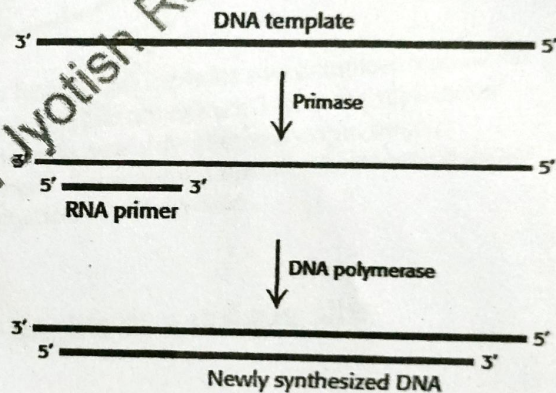 DNA template
3′ 5′
Primase
3′ 5′
5′ 3′
RNA primer
DNA polymerase
3′ 5′
5′ 3′
Newly synthesized DNA
Jyotish